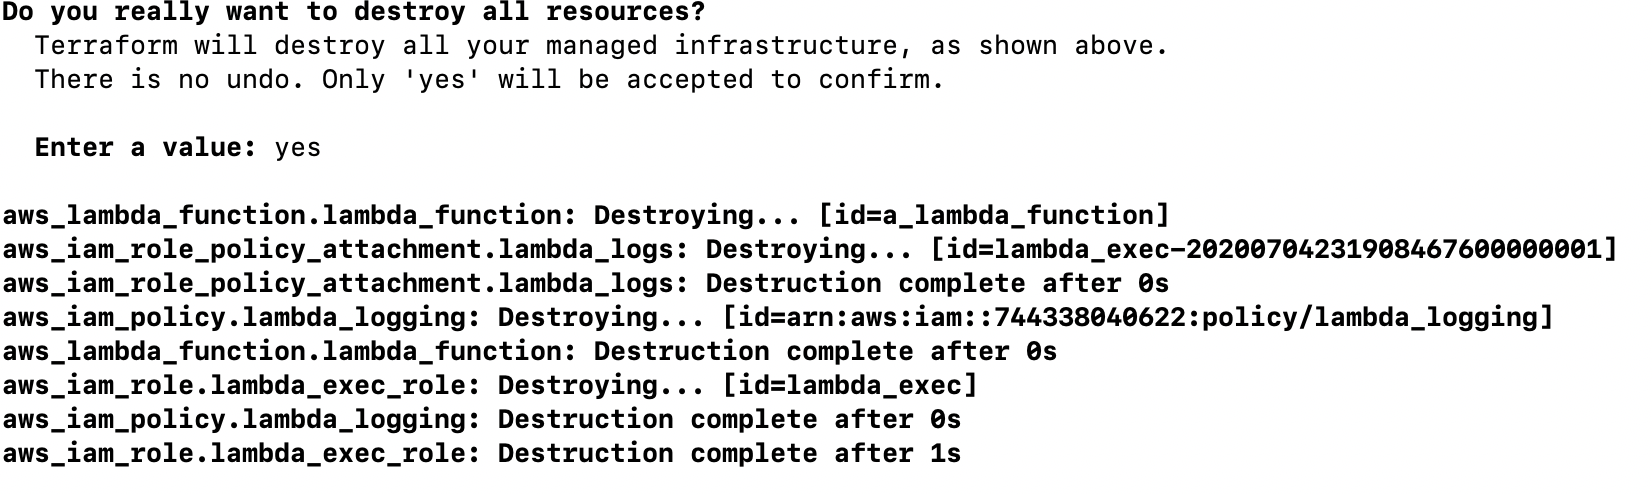 Do you really want to destroy all resources?
Terraform will destroy all your managed infrastructure, as shown above.
There is no undo. Only 'yes' will be accepted to confirm.
Enter a value: yes
aws_lambda_function.lambda_function: Destroying... [id=a_lambda_function]
aws_iam_role_policy_attachment.lambda_logs: Destroying... [id=lambda_exec-20200704231908467600000001]
aws_iam_role_policy_attachment.lambda_logs: Destruction complete after 0s
aws_iam_policy.lambda_logging: Destroying... [id=arn:aws:iam::744338040622:policy/lambda_logging]
aws_lambda_function.lambda_function: Destruction complete after 0s
aws_iam_role.lambda_exec_role: Destroying... [id=lambda_exec]
aws_iam_policy.lambda_logging: Destruction complete after 0s
aws_iam_role.lambda_exec_role: Destruction complete after 1s